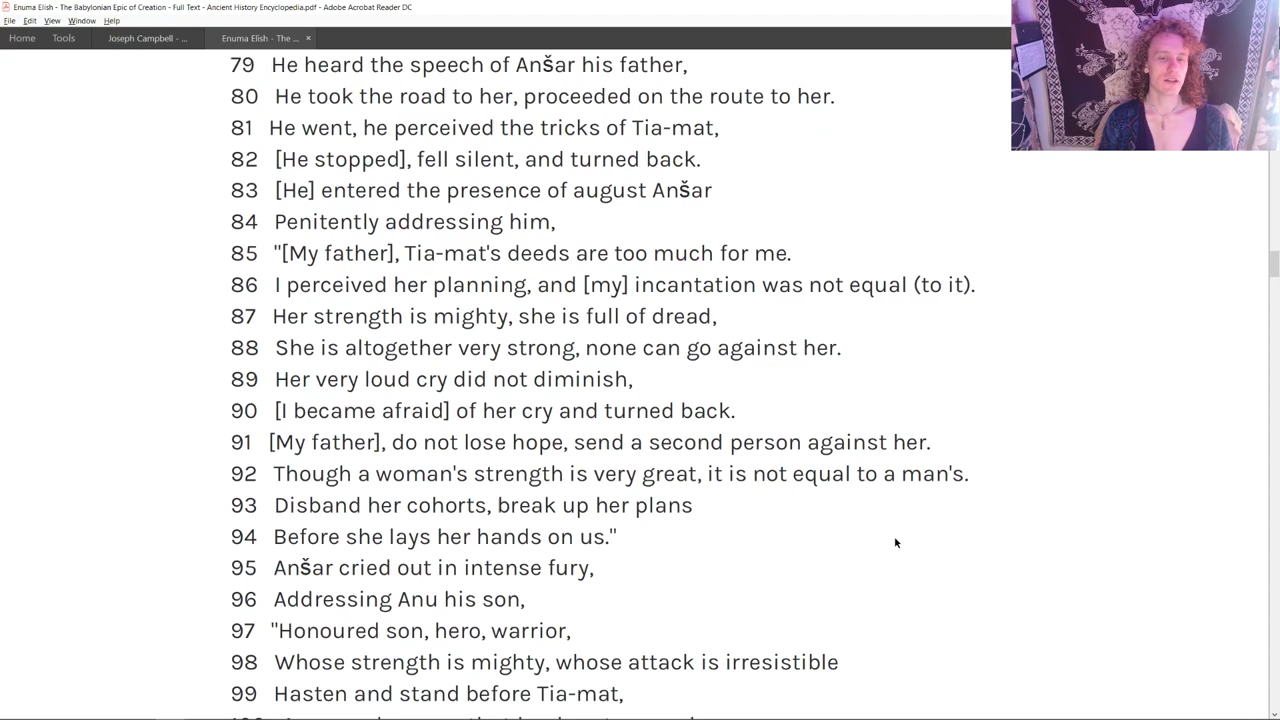 Enuma Elish - The Babylonian Epic of Creation - Full Text - Ancient History Encyclopedia.pdf - Adobe Acrobat Reader DC
File Edit View Window Help
Home Tools Joseph Campbell - ... Enuma Elish - The ... ×
79 He heard the speech of Anšar his father,
80 He took the road to her, proceeded on the route to her.
81 He went, he perceived the tricks of Tia-mat,
82 [He stopped], fell silent, and turned back.
83 [He] entered the presence of august Anšar
84 Penitently addressing him,
85 "[My father], Tia-mat's deeds are too much for me.
86 I perceived her planning, and [my] incantation was not equal (to it).
87 Her strength is mighty, she is full of dread,
88 She is altogether very strong, none can go against her.
89 Her very loud cry did not diminish,
90 [I became afraid] of her cry and turned back.
91 [My father], do not lose hope, send a second person against her.
92 Though a woman's strength is very great, it is not equal to a man's.
93 Disband her cohorts, break up her plans
94 Before she lays her hands on us."
95 Anšar cried out in intense fury,
96 Addressing Anu his son,
97 "Honoured son, hero, warrior,
98 Whose strength is mighty, whose attack is irresistible
99 Hasten and stand before Tia-mat,